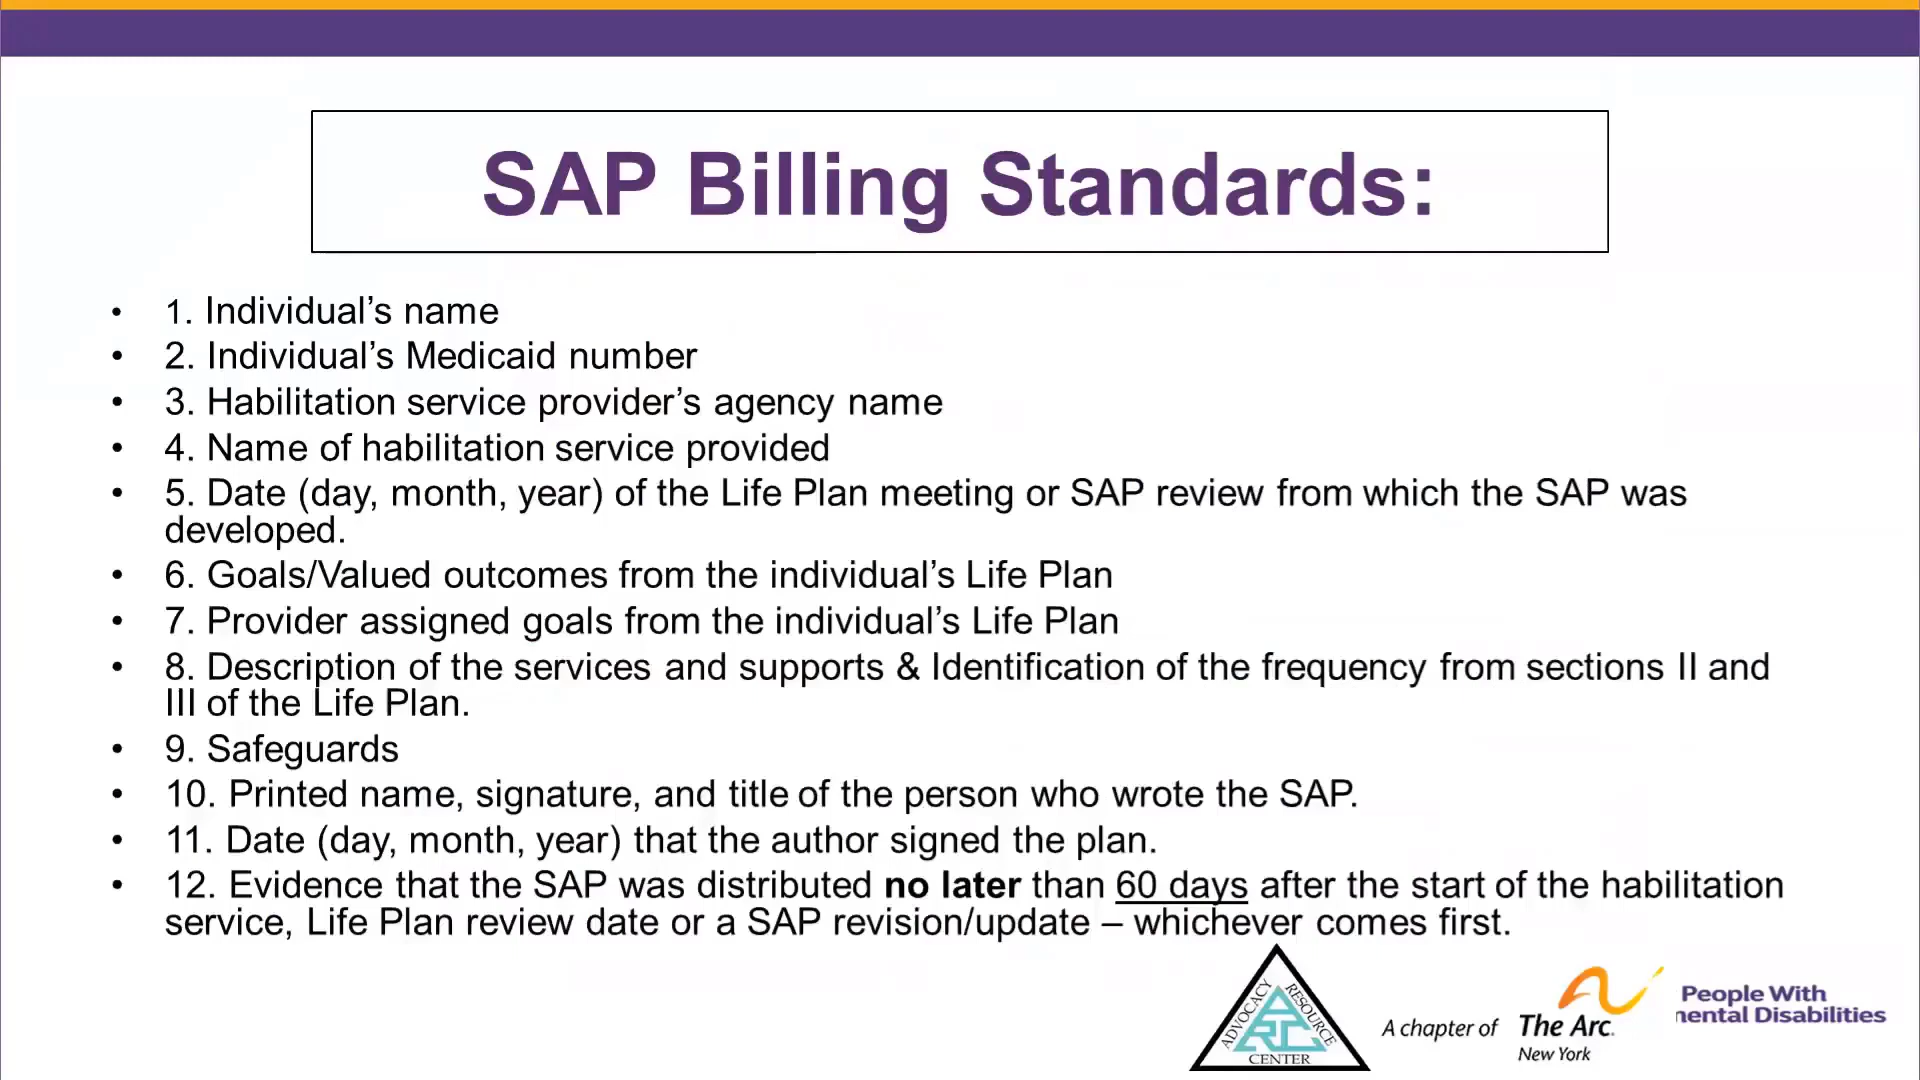 SAP Billing Standards:
• 1. Individual’s name
• 2. Individual’s Medicaid number
• 3. Habilitation service provider’s agency name
• 4. Name of habilitation service provided
• 5. Date (day, month, year) of the Life Plan meeting or SAP review from which the SAP was
developed.
• 6. Goals/Valued outcomes from the individual’s Life Plan
• 7. Provider assigned goals from the individual’s Life Plan
• 8. Description of the services and supports & Identification of the frequency from sections II and
III of the Life Plan.
• 9. Safeguards
• 10. Printed name, signature, and title of the person who wrote the SAP.
• 11. Date (day, month, year) that the author signed the plan.
• 12. Evidence that the SAP was distributed no later than 60 days after the start of the habilitation
service, Life Plan review date or a SAP revision/update – whichever comes first.
ADVOCACY RESOURCE
ARC
CENTER
A chapter of
The Arc.
New York
People With
mental Disabilities